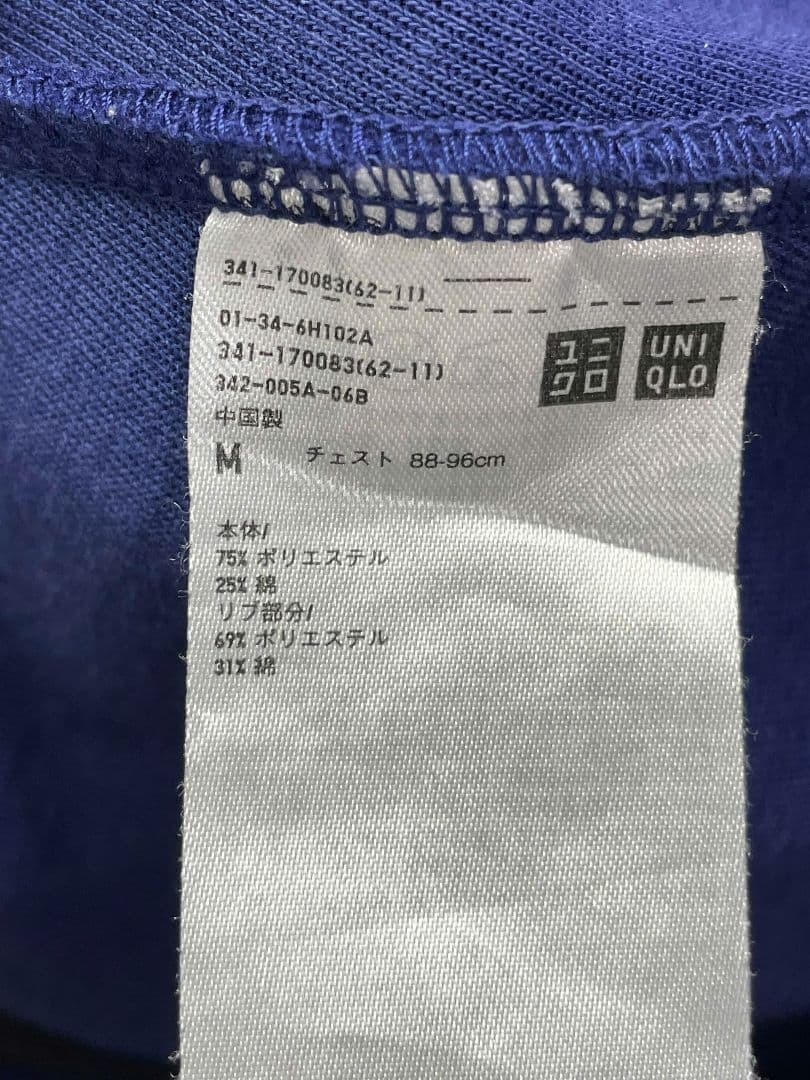 341-170083(62-11)
01-34-6H102A
341-170083(62-11)
342-005A-06B
中国製
M チェスト 88-96cm
ユニ
クロ
UNI
QLO
本体/
75% ポリエステル
25% 綿
リブ部分/
69% ポリエステル
31% 綿